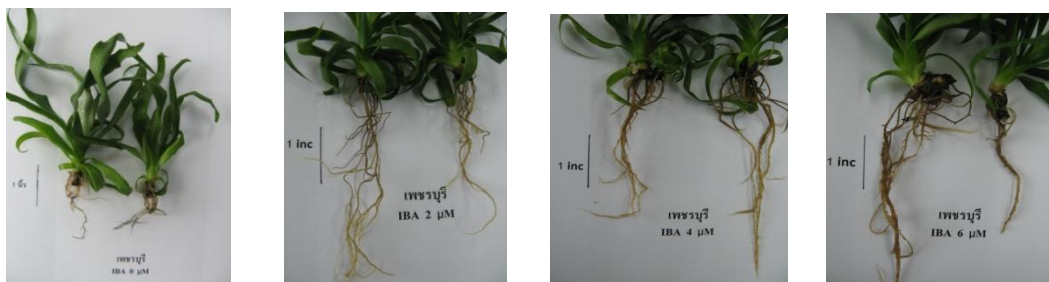 1 นิ้ว
เพชรบุรี
IBA 0 µM
1 inc
เพชรบุรี
IBA 2 µM
1 inc
เพชรบุรี
IBA 4 µM
1 inc
เพชรบุรี
IBA 6 µM